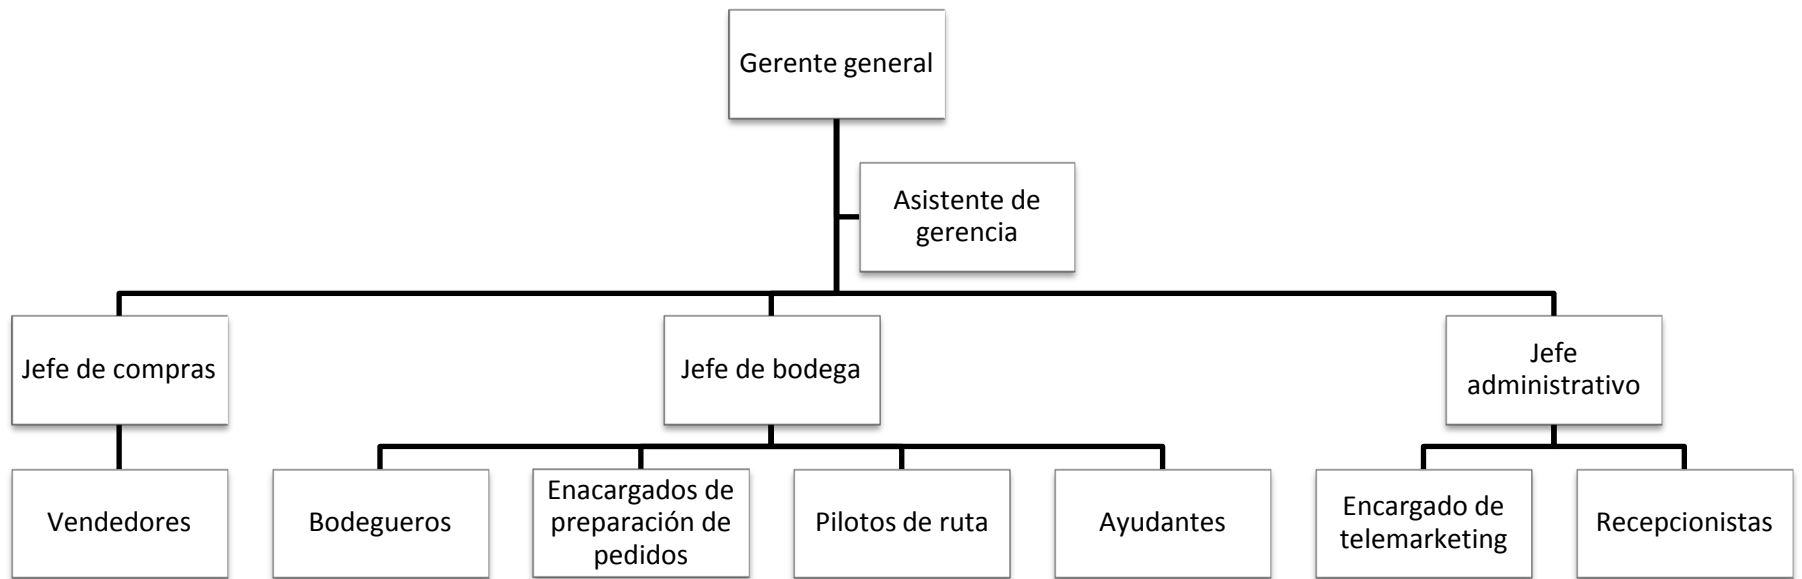 Gerente general
Asistente de
gerencia
Jefe de compras
Jefe de bodega
Jefe
administrativo
Vendedores
Bodegueros
Enacargados de
preparación de
pedidos
Pilotos de ruta
Ayudantes
Encargado de
telemarketing
Recepcionistas